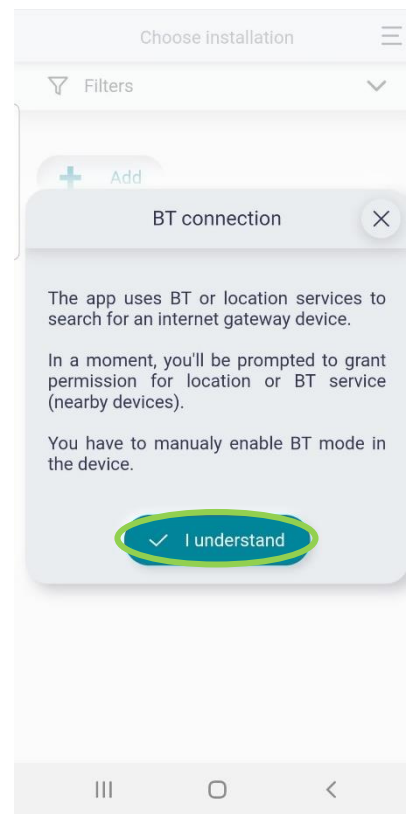 Choose installation
Filters
Add
BT connection
The app uses BT or location services to
search for an internet gateway device.
In a moment, you'll be prompted to grant
permission for location or BT service
(nearby devices).
You have to manualy enable BT mode in
the device.
I understand